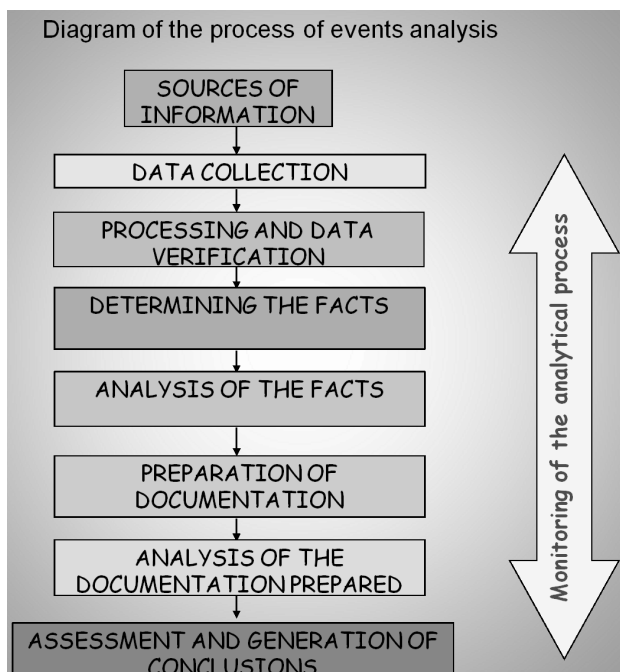 Diagram of the process of events analysis
SOURCES OF
INFORMATION
DATA COLLECTION
PROCESSING AND DATA
VERIFICATION
DETERMINING THE FACTS
ANALYSIS OF THE FACTS
PREPARATION OF
DOCUMENTATION
ANALYSIS OF THE
DOCUMENTATION PREPARED
ASSESSMENT AND GENERATION OF
CONCLUSIONS
Monitoring of the analytical process